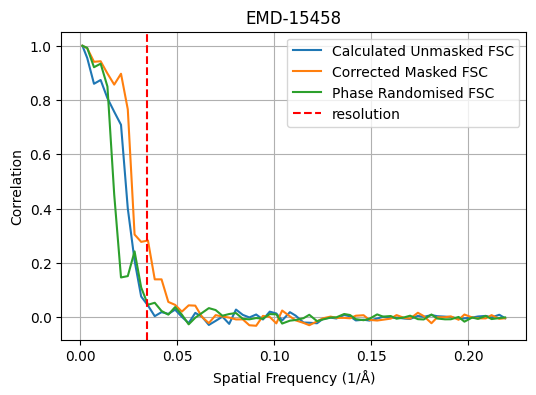 EMD-15458
Calculated Unmasked FSC
Corrected Masked FSC
Phase Randomised FSC
resolution
Correlation
1.0
0.8
0.6
0.4
0.2
0.0
0.00 0.05 0.10 0.15 0.20
Spatial Frequency (1/Å)